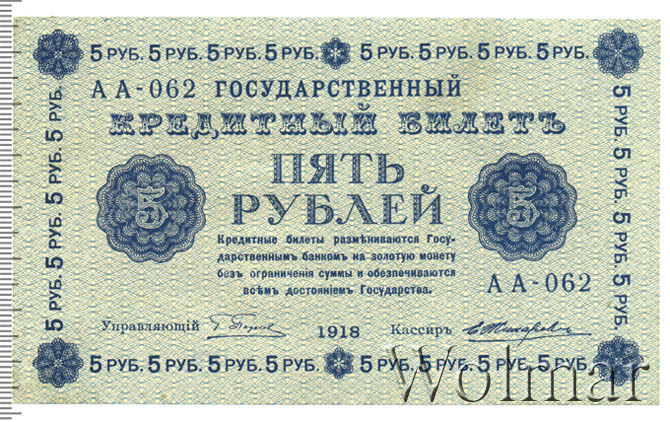 5 РУБ. 5 РУБ. 5 РУБ. 5 РУБ. 5 РУБ. 5 РУБ. 5 РУБ. 5 РУБ.
АА-062 ГОСУДАРСТВЕННЫЙ
КРЕДИТНЫЙ БИЛЕТЪ
5 ПЯТЬ 5
РУБЛЕЙ
Кредитные билеты размѣниваются Госу-
дарственнымъ банкомъ на золотую монету
безъ ограниченія суммы и обезпечиваются
всѣмъ достояніемъ Государства.
АА-062
Управляющій 1918 Кассиръ
5 РУБ. 5 РУБ. 5 РУБ. 5 РУБ. 5 РУБ. 5 РУБ. 5 РУБ. 5 РУБ.
5 РУБ. 5 РУБ. 5 РУБ. 5 РУБ.
5 РУБ. 5 РУБ. 5 РУБ. 5 РУБ.
Wolmar